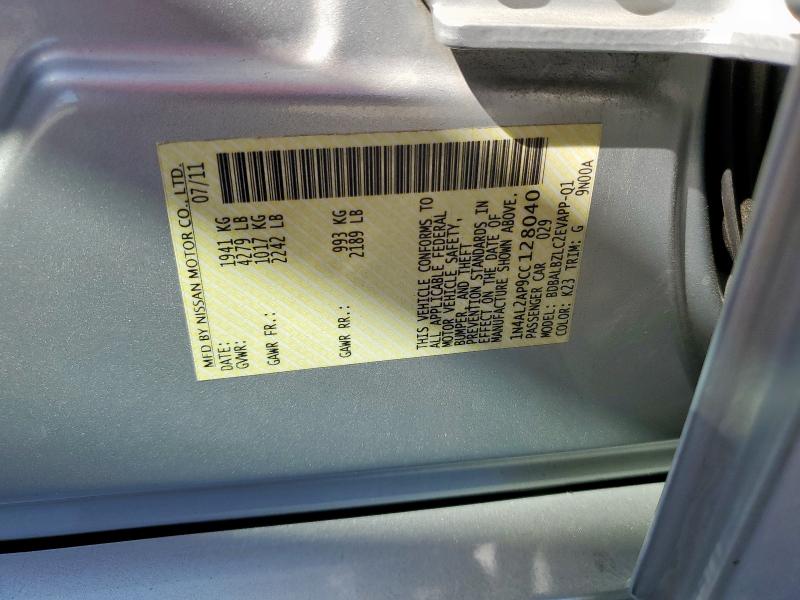 MFD BY NISSAN MOTOR CO., LTD.
DATE: 07/11
GVWR: 1941 KG
4279 LB
GAWR FR.: 1017 KG
2242 LB
GAWR RR.: 993 KG
2189 LB
THIS VEHICLE CONFORMS TO
ALL APPLICABLE FEDERAL
MOTOR VEHICLE SAFETY,
BUMPER, AND THEFT
PREVENTION STANDARDS IN
EFFECT ON THE DATE OF
MANUFACTURE SHOWN ABOVE.
1N4AL2AP9CC128040
PASSENGER CAR 029
MODEL: BDBALBZLCZEVAPP-Q1
COLOR: K23 TRIM: G 9N00A